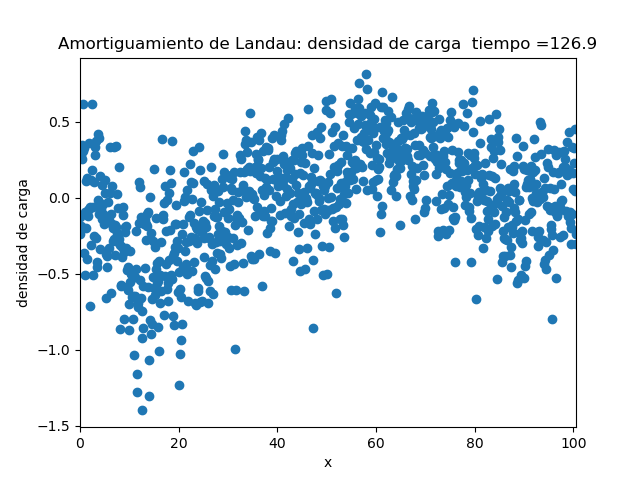 Amortiguamiento de Landau: densidad de carga  tiempo =126.9
densidad de carga
0.5
0.0
−0.5
−1.0
−1.5
0 20 40 60 80 100
x